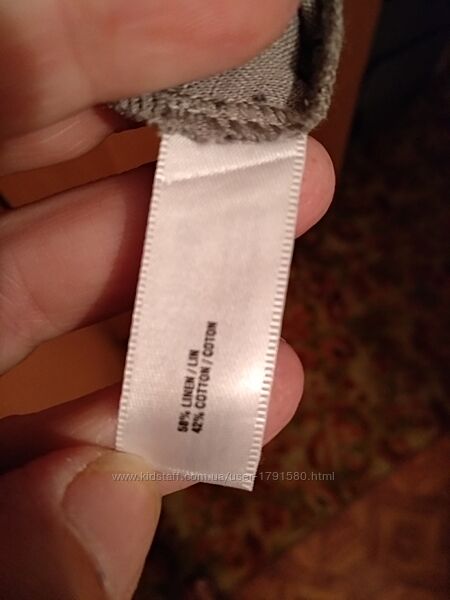 58% LINEN / LIN
42% COTTON / COTON
www.kidstaff.com.ua/user-1791580.html